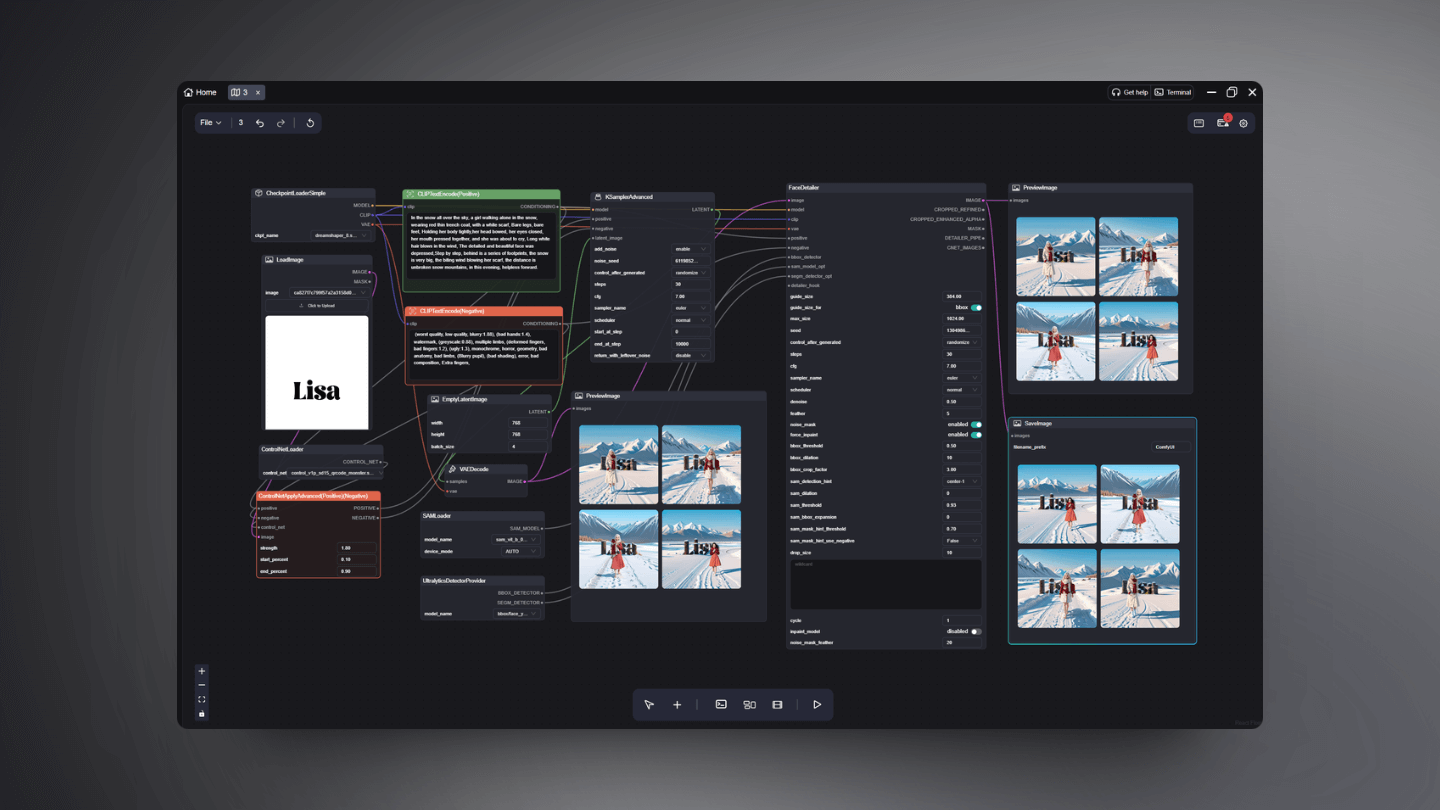 Home
3
Get help
Terminal
File
3
CheckpointLoaderSimple
MODEL
CLIP
VAE
ckpt_name
dreamshaper_8.s...
LoadImage
IMAGE
MASK
image
Click to Upload
Lisa
ControlNetLoader
CONTROL_NET
control_net control_v1p_sd15_qrcode_monster.s...
ControlNetApplyAdvanced(Positive)(Negative)
positive
POSITIVE
negative
NEGATIVE
control_net
image
strength
1.00
start_percent
0.10
end_percent
0.90
CLIPTextEncode(Positive)
clip
CONDITIONING
In the snow all over the sky, a girl walking alone in the snow,
wearing red thin trench coat, with a white scarf, Bare legs, bare
feet. Holding her body tightly,her head bowed, her eyes closed,
her mouth pressed together, and she was about to cry. Long white
hair blows in the wind, The detailed and beautiful face was
depressed,Step by step, behind is a series of footprints, the snow
is very big, the biting wind blowing her scarf, the distance is
unbroken snow mountains, in this evening, helpless forward.
CLIPTextEncode(Negative)
clip
CONDITIONING
(worst quality, low quality, blurry:1.65), (bad hands:1.4),
watermark, (greyscale:0.88), multiple limbs, (deformed fingers,
bad fingers:1.2), (ugly:1.3), monochrome, horror, geometry, bad
anatomy, bad limbs, (Blurry pupil), (bad shading), error, bad
composition, Extra fingers,
EmptyLatentImage
LATENT
width
768
height
768
batch_size
4
VAEDecode
samples
IMAGE
vae
SAMLoader
SAM_MODEL
model_name
sam_vit_b_0...
device_mode
AUTO
UltralyticsDetectorProvider
BBOX_DETECTOR
SEGM_DETECTOR
model_name
bbox/face_y...
KSamplerAdvanced
model
LATENT
positive
negative
latent_image
add_noise
enable
noise_seed
control_after_generated
randomize
steps
30
cfg
7.00
sampler_name
euler
scheduler
normal
start_at_step
0
end_at_step
10000
return_with_leftover_noise
disable
PreviewImage
images
Lisa
Lisa
Lisa
Lisa
FaceDetailer
image
IMAGE
model
CROPPED_REFINED
clip
CROPPED_ENHANCED_ALPHA
vae
MASK
positive
DETAILER_PIPE
negative
CNET_IMAGES
bbox_detector
sam_model_opt
segm_detector_opt
detailer_hook
guide_size
384.00
guide_size_for
bbox
max_size
1024.00
seed
control_after_generated
randomize
steps
30
cfg
7.00
sampler_name
euler
scheduler
normal
denoise
0.50
feather
5
noise_mask
enabled
force_inpaint
enabled
bbox_threshold
0.50
bbox_dilation
10
bbox_crop_factor
3.00
sam_detection_hint
center-1
sam_dilation
0
sam_threshold
0.93
sam_bbox_expansion
0
sam_mask_hint_threshold
0.70
sam_mask_hint_use_negative
False
drop_size
10
wildcard
cycle
1
inpaint_model
disabled
noise_mask_feather
20
PreviewImage
images
Lisa
Lisa
Lisa
Lisa
SaveImage
images
filename_prefix
ComfyUI
Lisa
Lisa
Lisa
Lisa